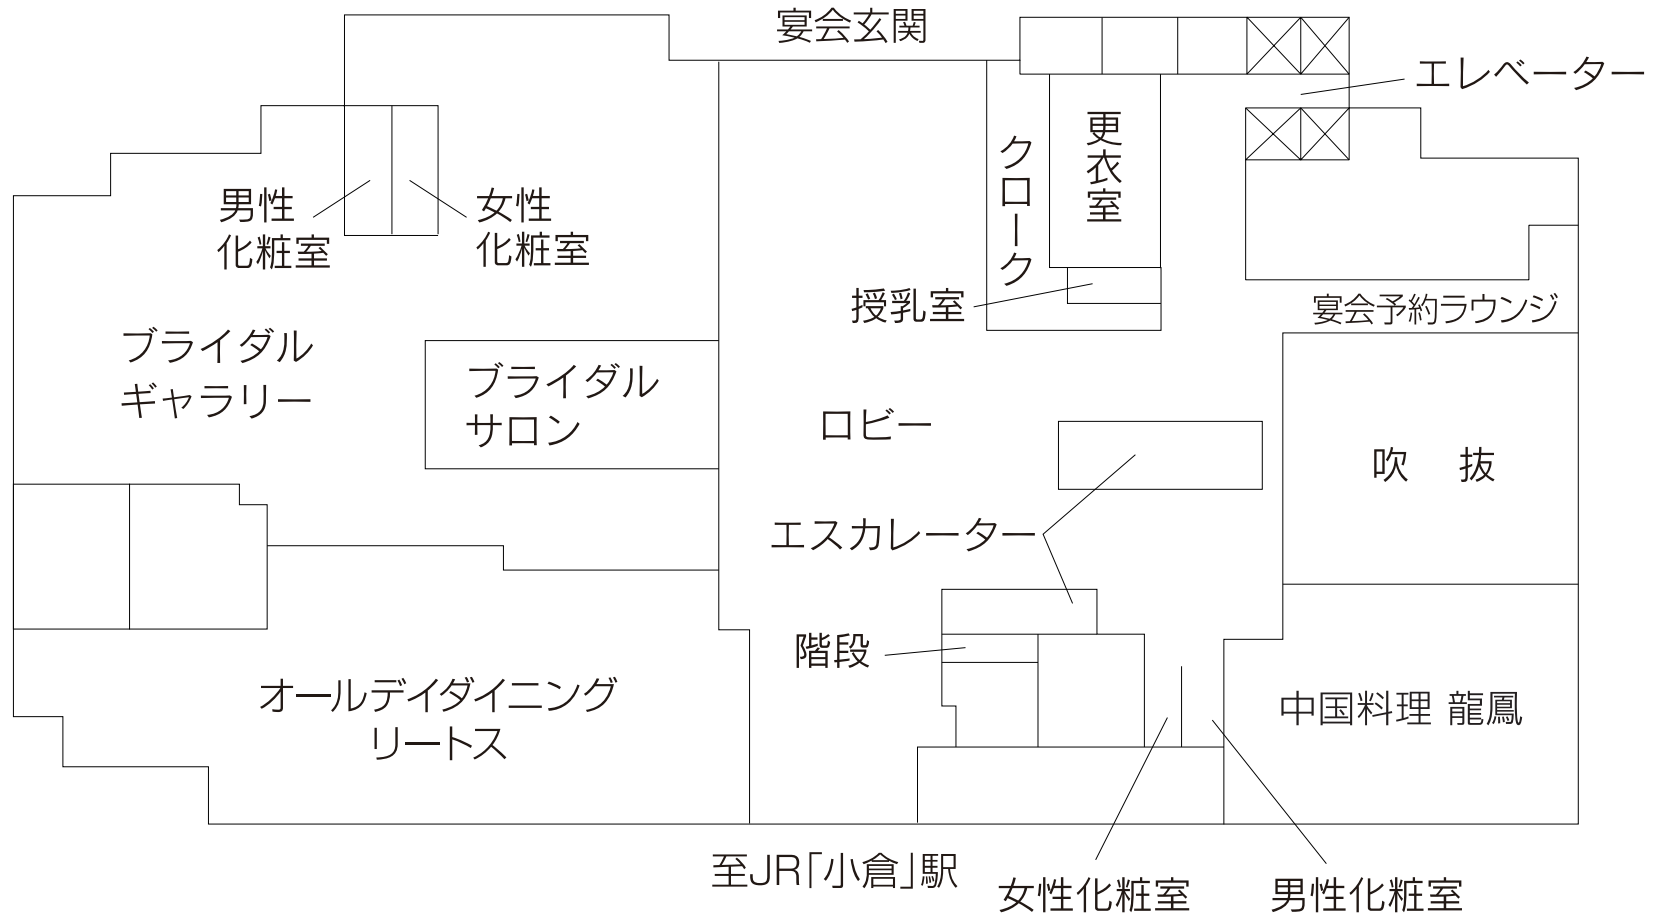 宴会玄関
エレベーター
更衣室
クローク
男性
化粧室
女性
化粧室
授乳室
宴会予約ラウンジ
ブライダル
ギャラリー
ブライダル
サロン
ロビー
吹 抜
エスカレーター
階段
オールデイダイニング
リートス
中国料理 龍鳳
至JR「小倉」駅
女性化粧室
男性化粧室